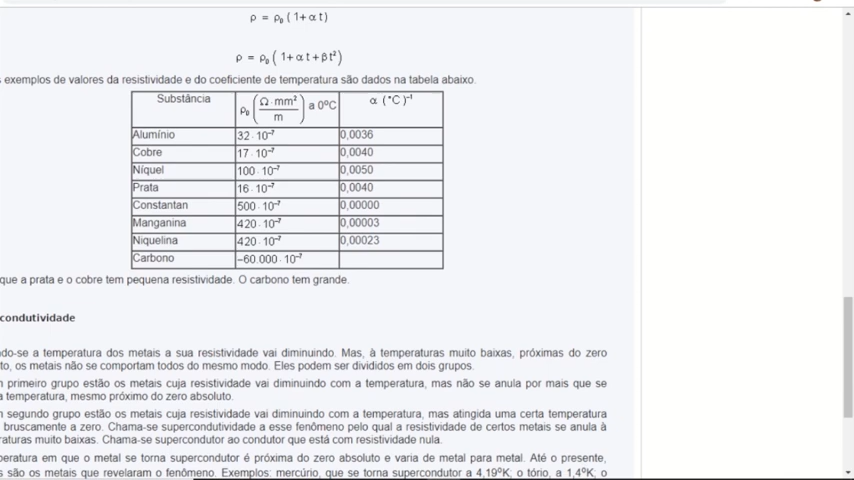 ρ = ρ₀ ( 1+ α t)
ρ = ρ₀ ( 1+ α t + β t²)
exemplos de valores da resistividade e do coeficiente de temperatura são dados na tabela abaixo.
Substância ρ₀ (Ω · mm² / m) a 0ºC α (°C)⁻¹
Alumínio 32 · 10⁻⁷ 0,0036
Cobre 17 · 10⁻⁷ 0,0040
Níquel 100 · 10⁻⁷ 0,0050
Prata 16 · 10⁻⁷ 0,0040
Constantan 500 · 10⁻⁷ 0,00000
Manganina 420 · 10⁻⁷ 0,00003
Niquelina 420 · 10⁻⁷ 0,00023
Carbono –60.000 · 10⁻⁷
que a prata e o cobre tem pequena resistividade. O carbono tem grande.
condutividade
ndo-se a temperatura dos metais a sua resistividade vai diminuindo. Mas, à temperaturas muito baixas, próximas do zero
to, os metais não se comportam todos do mesmo modo. Eles podem ser divididos em dois grupos.
primeiro grupo estão os metais cuja resistividade vai diminuindo com a temperatura, mas não se anula por mais que se
a temperatura, mesmo próximo do zero absoluto.
segundo grupo estão os metais cuja resistividade vai diminuindo com a temperatura, mas atingida uma certa temperatura
bruscamente a zero. Chama-se supercondutividade a esse fenômeno pelo qual a resistividade de certos metais se anula à
raturas muito baixas. Chama-se supercondutor ao condutor que está com resistividade nula.
peratura em que o metal se torna supercondutor é próxima do zero absoluto e varia de metal para metal. Até o presente,
s são os metais que revelaram o fenômeno. Exemplos: mercúrio, que se torna supercondutor a 4,19ºK; o tório, a 1,4ºK; o